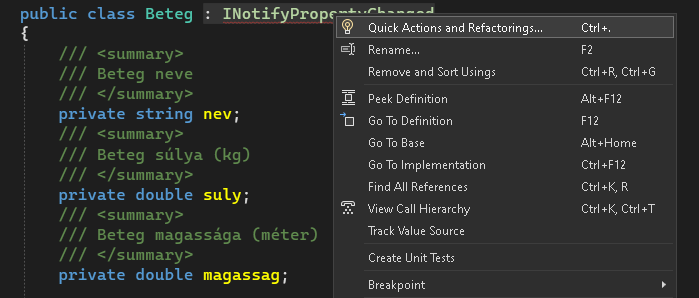 public class Beteg : INotifyPropertyChanged
{
/// <summary>
/// Beteg neve
/// </summary>
private string nev;
/// <summary>
/// Beteg súlya (kg)
/// </summary>
private double suly;
/// <summary>
/// Beteg magassága (méter)
/// </summary>
private double magassag;
Quick Actions and Refactorings... Ctrl+.
Rename... F2
Remove and Sort Usings Ctrl+R, Ctrl+G
Peek Definition Alt+F12
Go To Definition F12
Go To Base Alt+Home
Go To Implementation Ctrl+F12
Find All References Ctrl+K, R
View Call Hierarchy Ctrl+K, Ctrl+T
Track Value Source
Create Unit Tests
Breakpoint